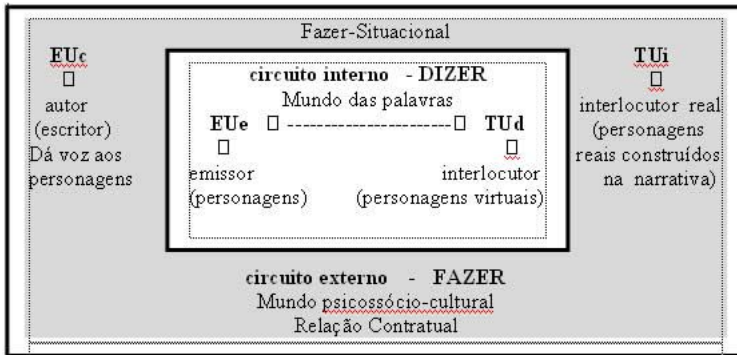 Fazer-Situacional
EUc
□
autor
(escritor)
Dá voz aos
personagens
circuito interno - DIZER
Mundo das palavras
EUe □ ----------------------- □ TUd
□ □
emissor interlocutor
(personagens) (personagens virtuais)
TUi
□
interlocutor real
(personagens
reais construídos
na narrativa)
circuito externo - FAZER
Mundo psicossócio-cultural
Relação Contratual